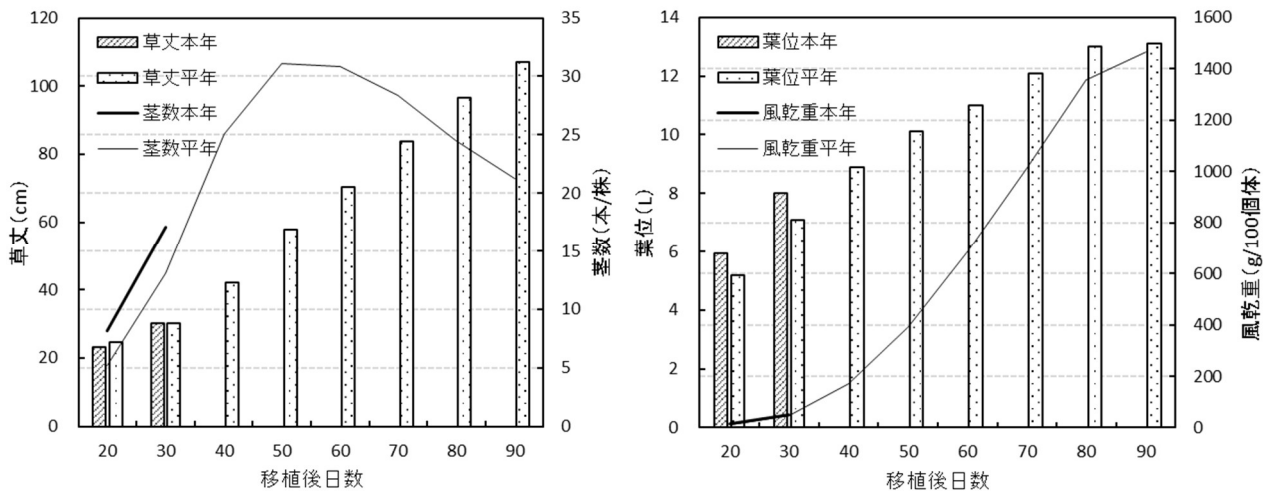 120
100
80
60
40
20
0
草丈(cm)
35
30
25
20
15
10
5
0
茎数(本/株)
草丈本年
草丈平年
茎数本年
茎数平年
20 30 40 50 60 70 80 90
移植後日数
14
12
10
8
6
4
2
0
葉位(L)
1600
1400
1200
1000
800
600
400
200
0
風乾重(g/100個体)
葉位本年
葉位平年
風乾重本年
風乾重平年
20 30 40 50 60 70 80 90
移植後日数